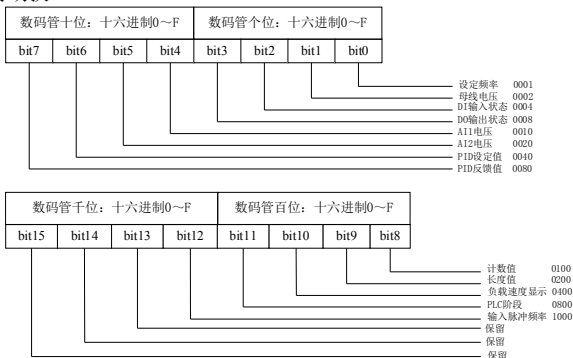 数码管十位：十六进制0～F 数码管个位：十六进制0～F
bit7 bit6 bit5 bit4 bit3 bit2 bit1 bit0
设定频率 0001
母线电压 0002
DI输入状态 0004
DO输出状态 0008
AI1电压 0010
AI2电压 0020
PID设定值 0040
PID反馈值 0080
数码管千位：十六进制0～F 数码管百位：十六进制0～F
bit15 bit14 bit13 bit12 bit11 bit10 bit9 bit8
计数值 0100
长度值 0200
负载速度显示 0400
PLC阶段 0800
输入脉冲频率 1000
保留
保留
保留